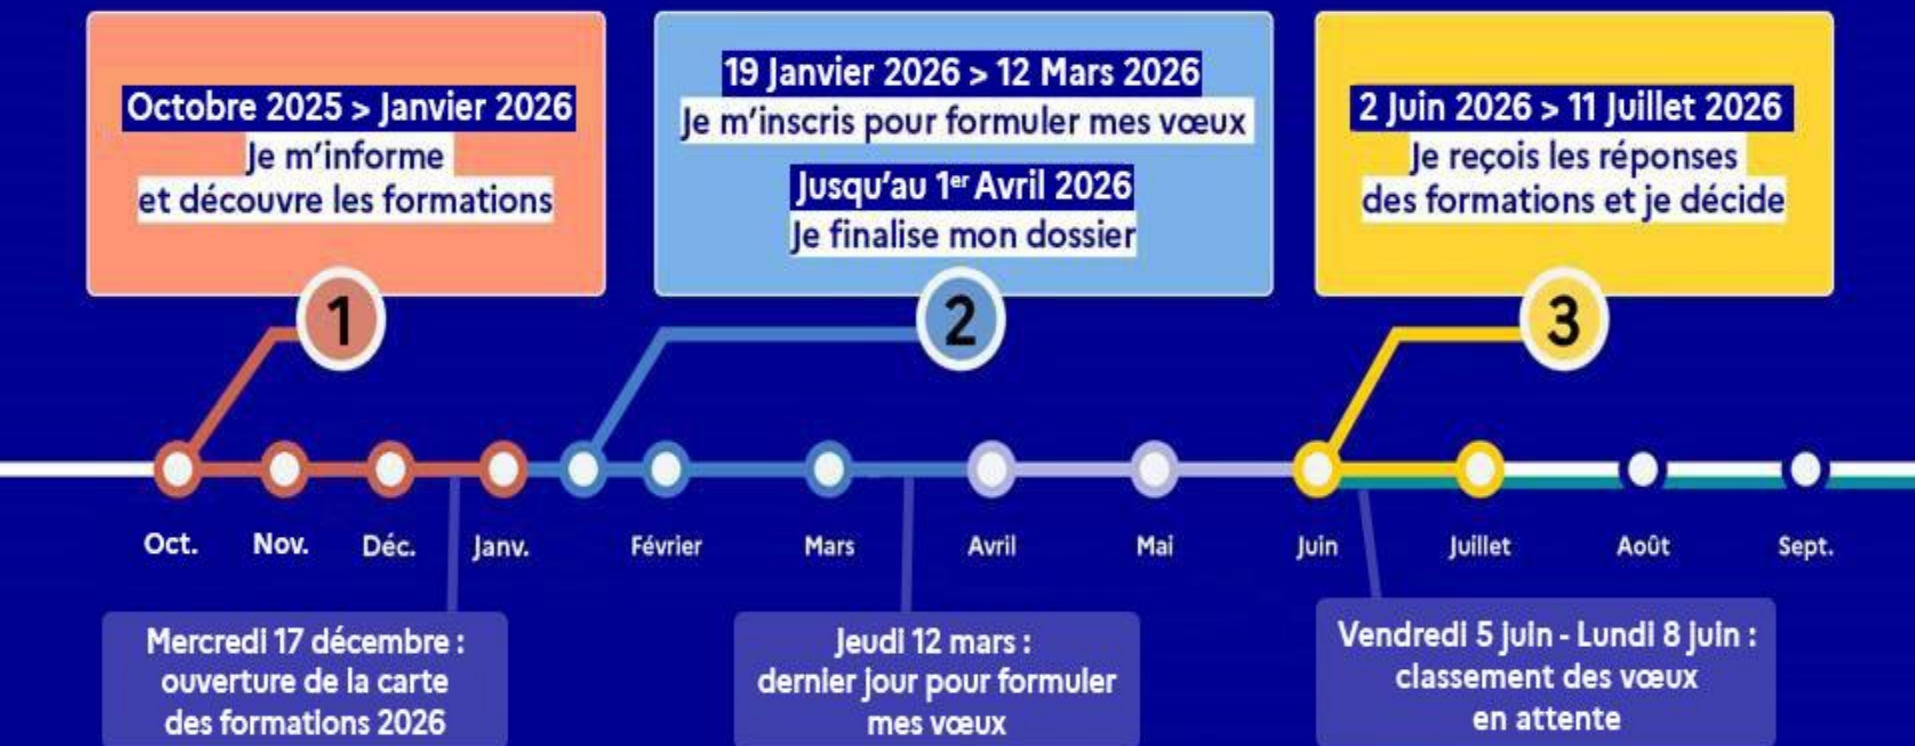 Octobre 2025 > Janvier 2026
Je m’informe
et découvre les formations
1
19 Janvier 2026 > 12 Mars 2026
Je m’inscris pour formuler mes vœux
Jusqu’au 1er Avril 2026
Je finalise mon dossier
2
2 Juin 2026 > 11 Juillet 2026
Je reçois les réponses
des formations et je décide
3
Oct. Nov. Déc. Janv. Février Mars Avril Mai Juin Juillet Août Sept.
Mercredi 17 décembre :
ouverture de la carte
des formations 2026
Jeudi 12 mars :
dernier jour pour formuler
mes vœux
Vendredi 5 juin - Lundi 8 juin :
classement des vœux
en attente